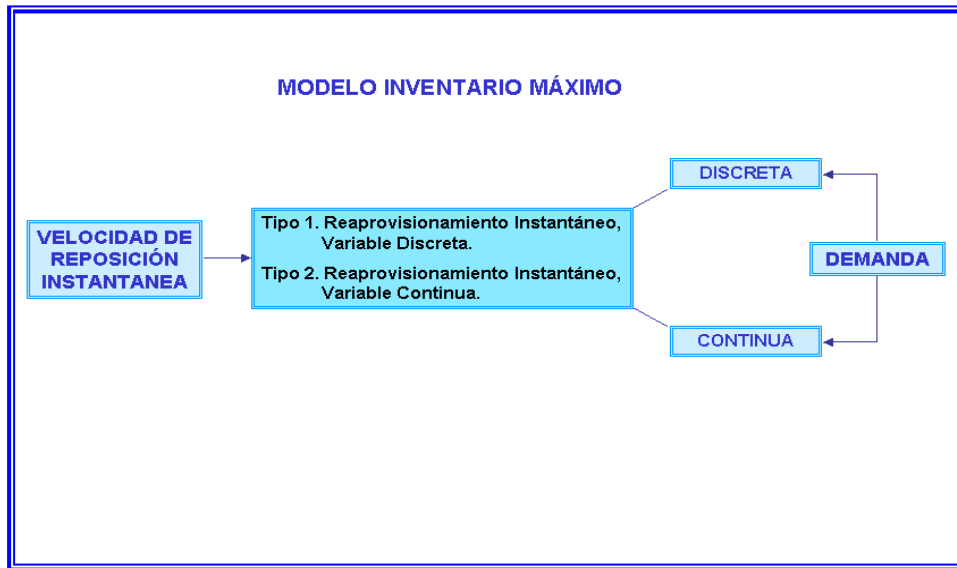 MODELO INVENTARIO MÁXIMO
VELOCIDAD DE
REPOSICIÓN
INSTANTANEA
Tipo 1. Reaprovisionamiento Instantáneo,
Variable Discreta.
Tipo 2. Reaprovisionamiento Instantáneo,
Variable Continua.
DISCRETA
DEMANDA
CONTINUA